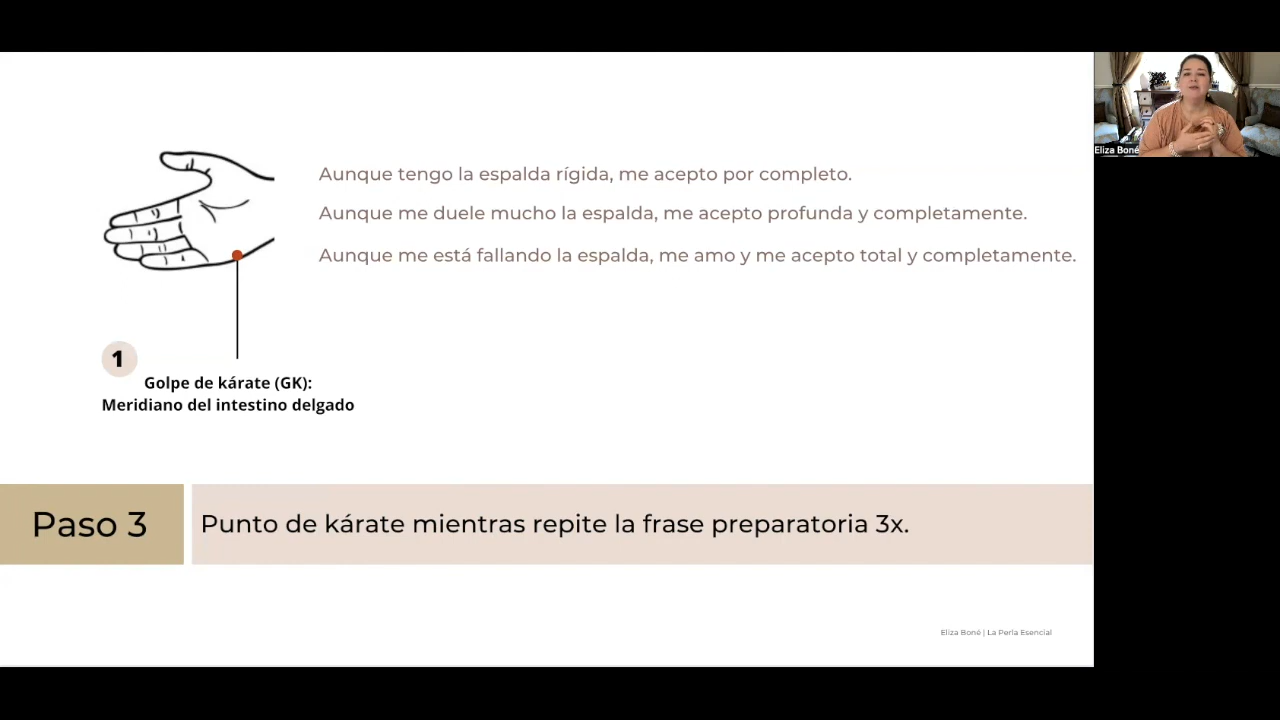 Aunque tengo la espalda rígida, me acepto por completo.
Aunque me duele mucho la espalda, me acepto profunda y completamente.
Aunque me está fallando la espalda, me amo y me acepto total y completamente.
1
Golpe de kárate (GK):
Meridiano del intestino delgado
Paso 3
Punto de kárate mientras repite la frase preparatoria 3x.
Eliza Boné | La Perla Esencial
Eliza Boné